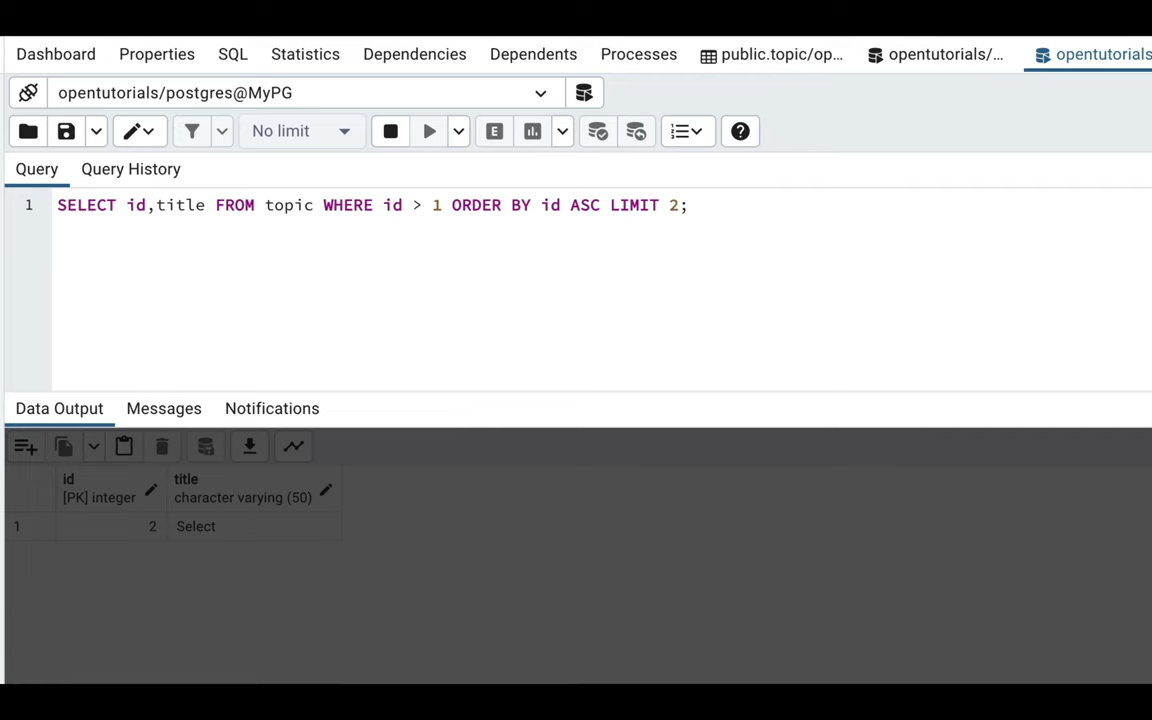 Dashboard Properties SQL Statistics Dependencies Dependents Processes public.topic/op... opentutorials/... opentutorials
opentutorials/postgres@MyPG
No limit E
Query Query History
1 SELECT id,title FROM topic WHERE id > 1 ORDER BY id ASC LIMIT 2;
Data Output Messages Notifications
id title
[PK] integer character varying (50)
1 2 Select